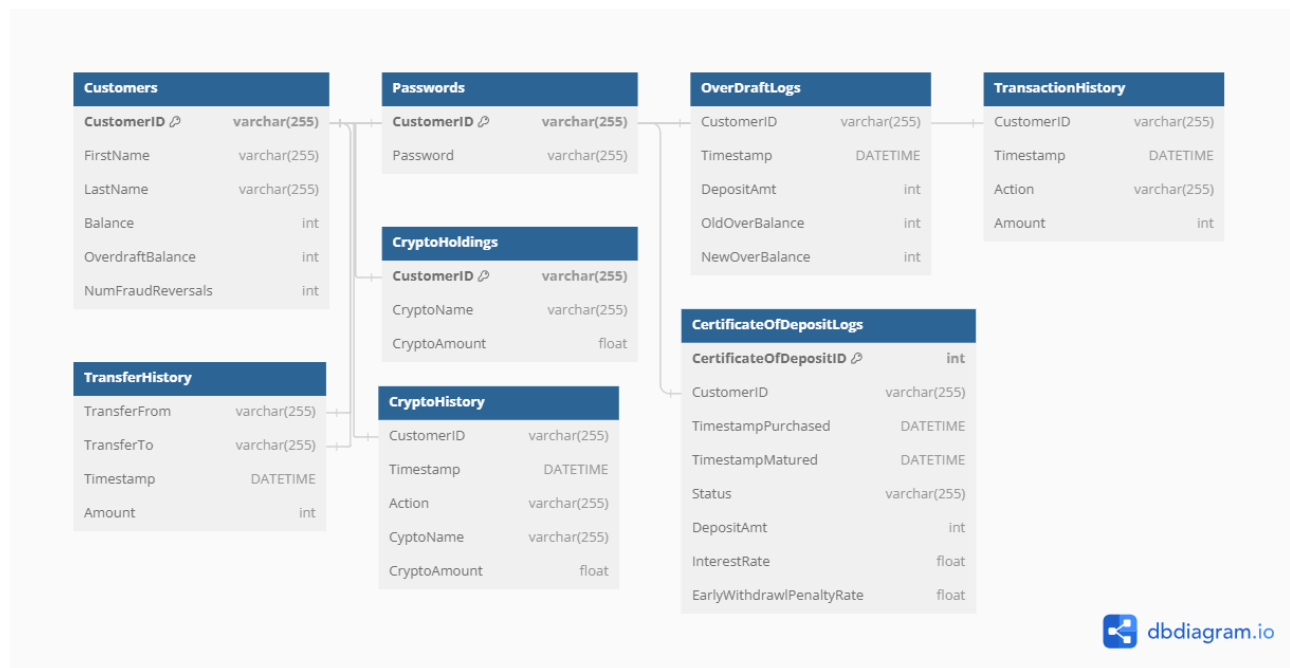 Customers
CustomerID varchar(255)
FirstName varchar(255)
LastName varchar(255)
Balance int
OverdraftBalance int
NumFraudReversals int
TransferHistory
TransferFrom varchar(255)
TransferTo varchar(255)
Timestamp DATETIME
Amount int
Passwords
CustomerID varchar(255)
Password varchar(255)
CryptoHoldings
CustomerID varchar(255)
CryptoName varchar(255)
CryptoAmount float
CryptoHistory
CustomerID varchar(255)
Timestamp DATETIME
Action varchar(255)
CyptoName varchar(255)
CryptoAmount float
OverDraftLogs
CustomerID varchar(255)
Timestamp DATETIME
DepositAmt int
OldOverBalance int
NewOverBalance int
CertificateOfDepositLogs
CertificateOfDepositID int
CustomerID varchar(255)
TimestampPurchased DATETIME
TimestampMatured DATETIME
Status varchar(255)
DepositAmt int
InterestRate float
EarlyWithdrawlPenaltyRate float
TransactionHistory
CustomerID varchar(255)
Timestamp DATETIME
Action varchar(255)
Amount int
dbdiagram.io